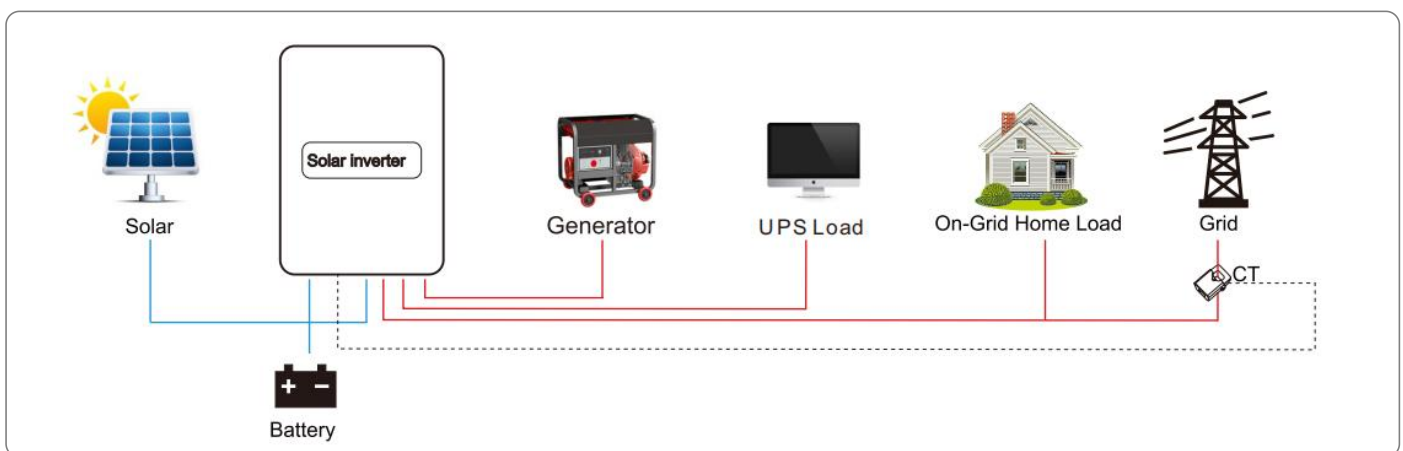 Solar inverter
Solar
Generator
UPS Load
On-Grid Home Load
Grid
CT
+ −
Battery